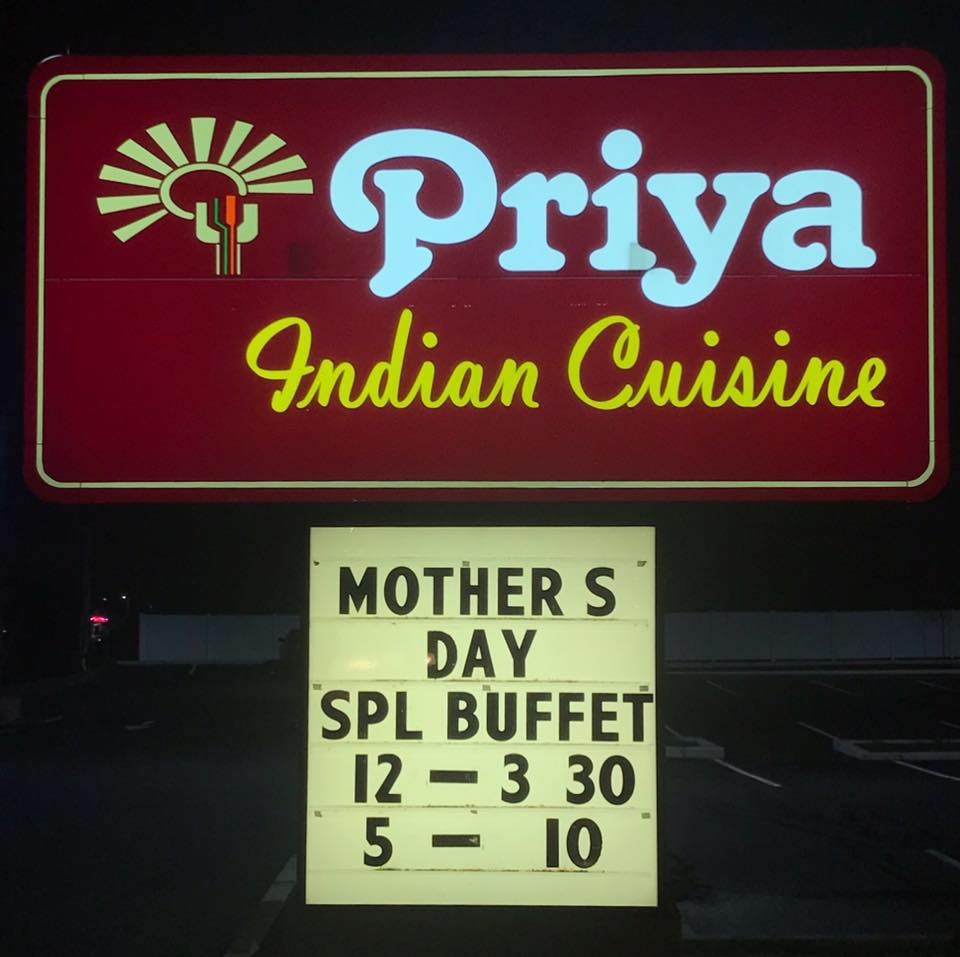 Priya
Indian Cuisine
MOTHER S
DAY
SPL BUFFET
12 - 3 30
5 - 10